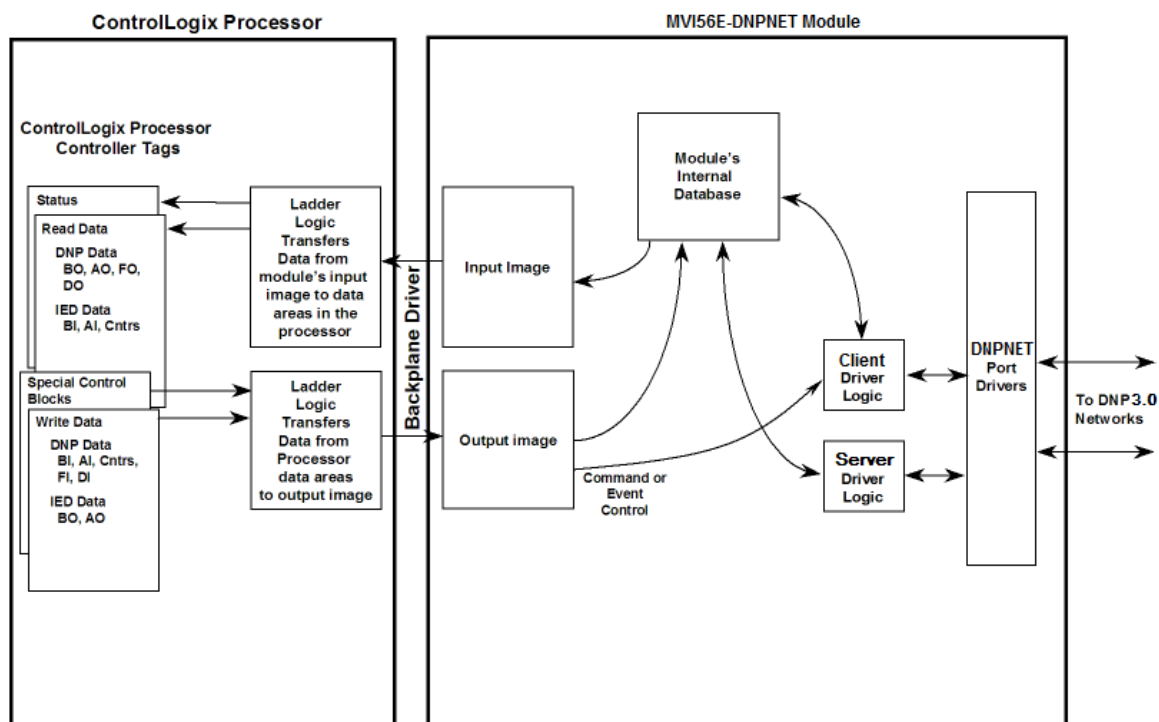 ControlLogix Processor
MVI56E-DNPNET Module
ControlLogix Processor
Controller Tags
Status
Read Data
DNP Data
BO, AO, FO,
DO
IED Data
BI, AI, Cntrs
Special Control
Blocks
Write Data
DNP Data
BI, AI, Cntrs,
FI, DI
IED Data
BO, AO
Ladder
Logic
Transfers
Data from
module's input
image to data
areas in the
processor
Ladder
Logic
Transfers
Data from
Processor
data areas
to output image
Backplane Driver
Input Image
Output image
Module's
Internal
Database
Command or
Event
Control
Client
Driver
Logic
Server
Driver
Logic
DNPNET
Port
Drivers
To DNP3.0
Networks